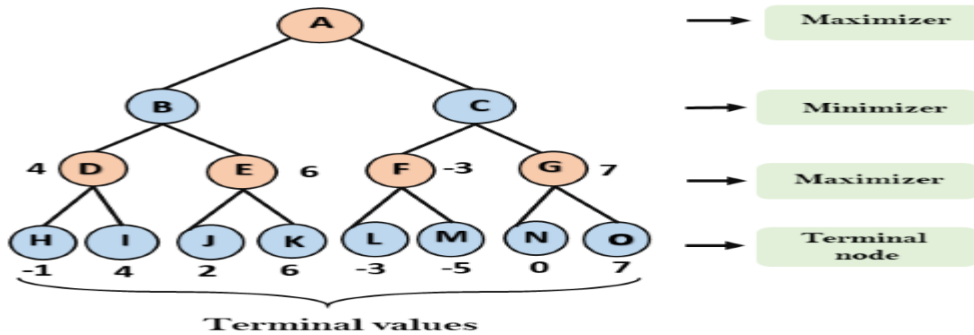 A
Maximizer
B
C
Minimizer
4 D
E 6
F -3
G 7
Maximizer
H I J K L M N O
Terminal
node
-1 4 2 6 -3 -5 0 7
Terminal values